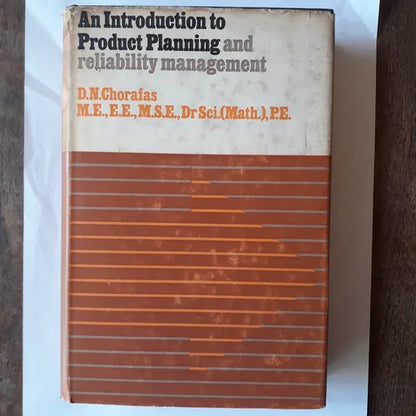 An Introduction to
Product Planning and
reliability management
D.N.Chorafas
M.E., E.E., M.S.E., Dr Sci.(Math.), P.E.